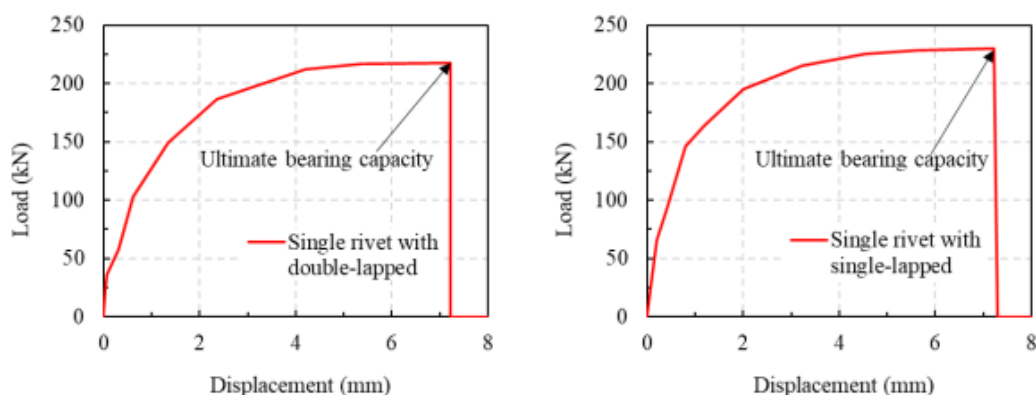 250
200
150
100
50
0
Load (kN)
Ultimate bearing capacity
Single rivet with
double-lapped
0 2 4 6 8
Displacement (mm)
250
200
150
100
50
0
Load (kN)
Ultimate bearing capacity
Single rivet with
single-lapped
0 2 4 6 8
Displacement (mm)